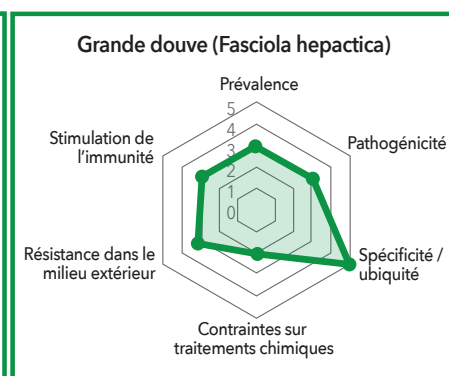 Grande douve (Fasciola hepactica)
Prévalence
5
4
3
2
1
0
Stimulation de
l'immunité
Pathogénicité
Résistance dans le
milieu extérieur
Spécificité /
ubiquité
Contraintes sur
traitements chimiques